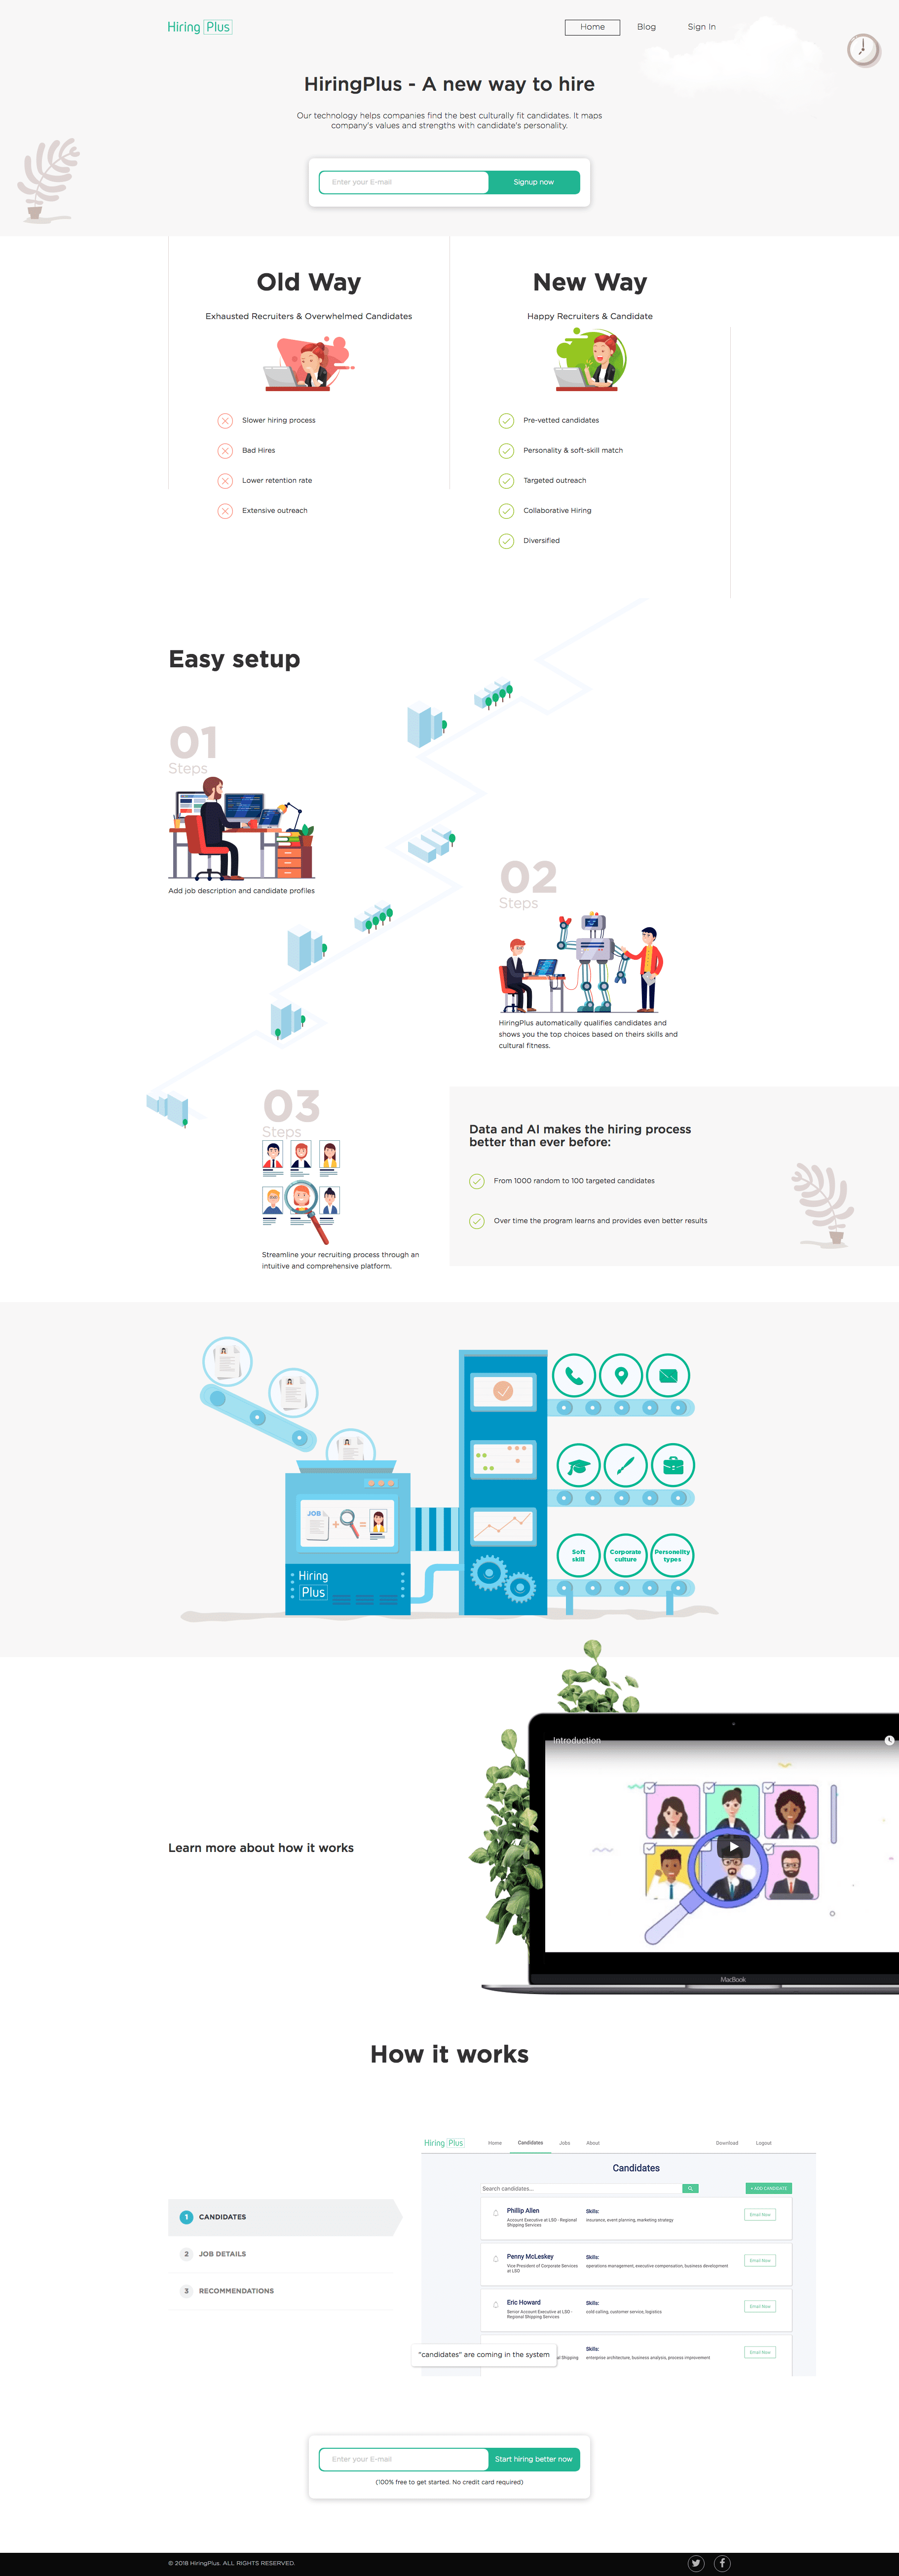 Hiring Plus
Home
Blog
Sign In
HiringPlus - A new way to hire
Our technology helps companies find the best culturally fit candidates. It maps
company's values and strengths with candidate's personality.
Enter your E-mail
Signup now
Old Way
Exhausted Recruiters & Overwhelmed Candidates
Slower hiring process
Bad Hires
Lower retention rate
Extensive outreach
New Way
Happy Recruiters & Candidate
Pre-vetted candidates
Personality & soft-skill match
Targeted outreach
Collaborative Hiring
Diversified
Easy setup
01
Steps
Add job description and candidate profiles
02
Steps
HiringPlus automatically qualifies candidates and
shows you the top choices based on theirs skills and
cultural fitness.
03
Steps
Streamline your recruiting process through an
intuitive and comprehensive platform.
Data and AI makes the hiring process
better than ever before:
From 1000 random to 100 targeted candidates
Over time the program learns and provides even better results
JOB
Hiring
Plus
Soft
skill
Corporate
culture
Personelity
types
Introduction
MacBook
Learn more about how it works
How it works
1 CANDIDATES
2 JOB DETAILS
3 RECOMMENDATIONS
Hiring Plus
Home
Candidates
Jobs
About
Download
Logout
Candidates
Search candidates...
+ ADD CANDIDATE
Phillip Allen
Account Executive at LSO - Regional
Shipping Services
Skills:
insurance, event planning, marketing strategy
Email Now
Penny McLeskey
Vice President of Corporate Services
at LSO
Skills:
operations management, executive compensation, business development
Email Now
Eric Howard
Senior Account Executive at LSO -
Regional Shipping Services
Skills:
cold calling, customer service, logistics
Email Now
Skills:
enterprise architecture, business analysis, process improvement
Email Now
al Shipping
"candidates" are coming in the system
Enter your E-mail
Start hiring better now
(100% free to get started. No credit card required)
© 2018 HiringPlus. ALL RIGHTS RESERVED.